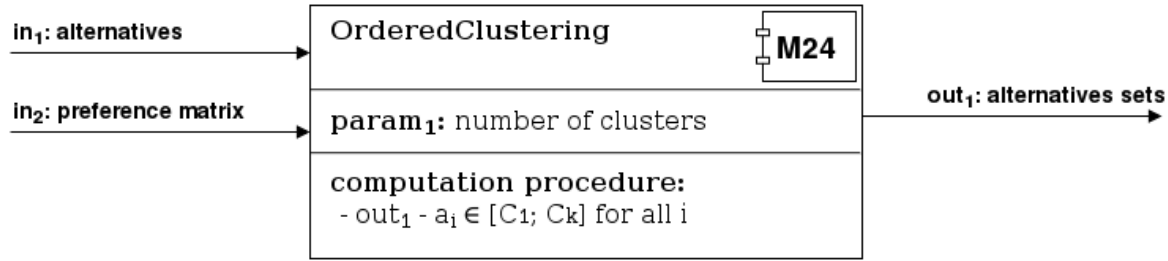 in₁: alternatives
in₂: preference matrix
OrderedClustering
M24
param₁: number of clusters
computation procedure:
- out₁ - aᵢ ∈ [C1; Ck] for all i
out₁: alternatives sets